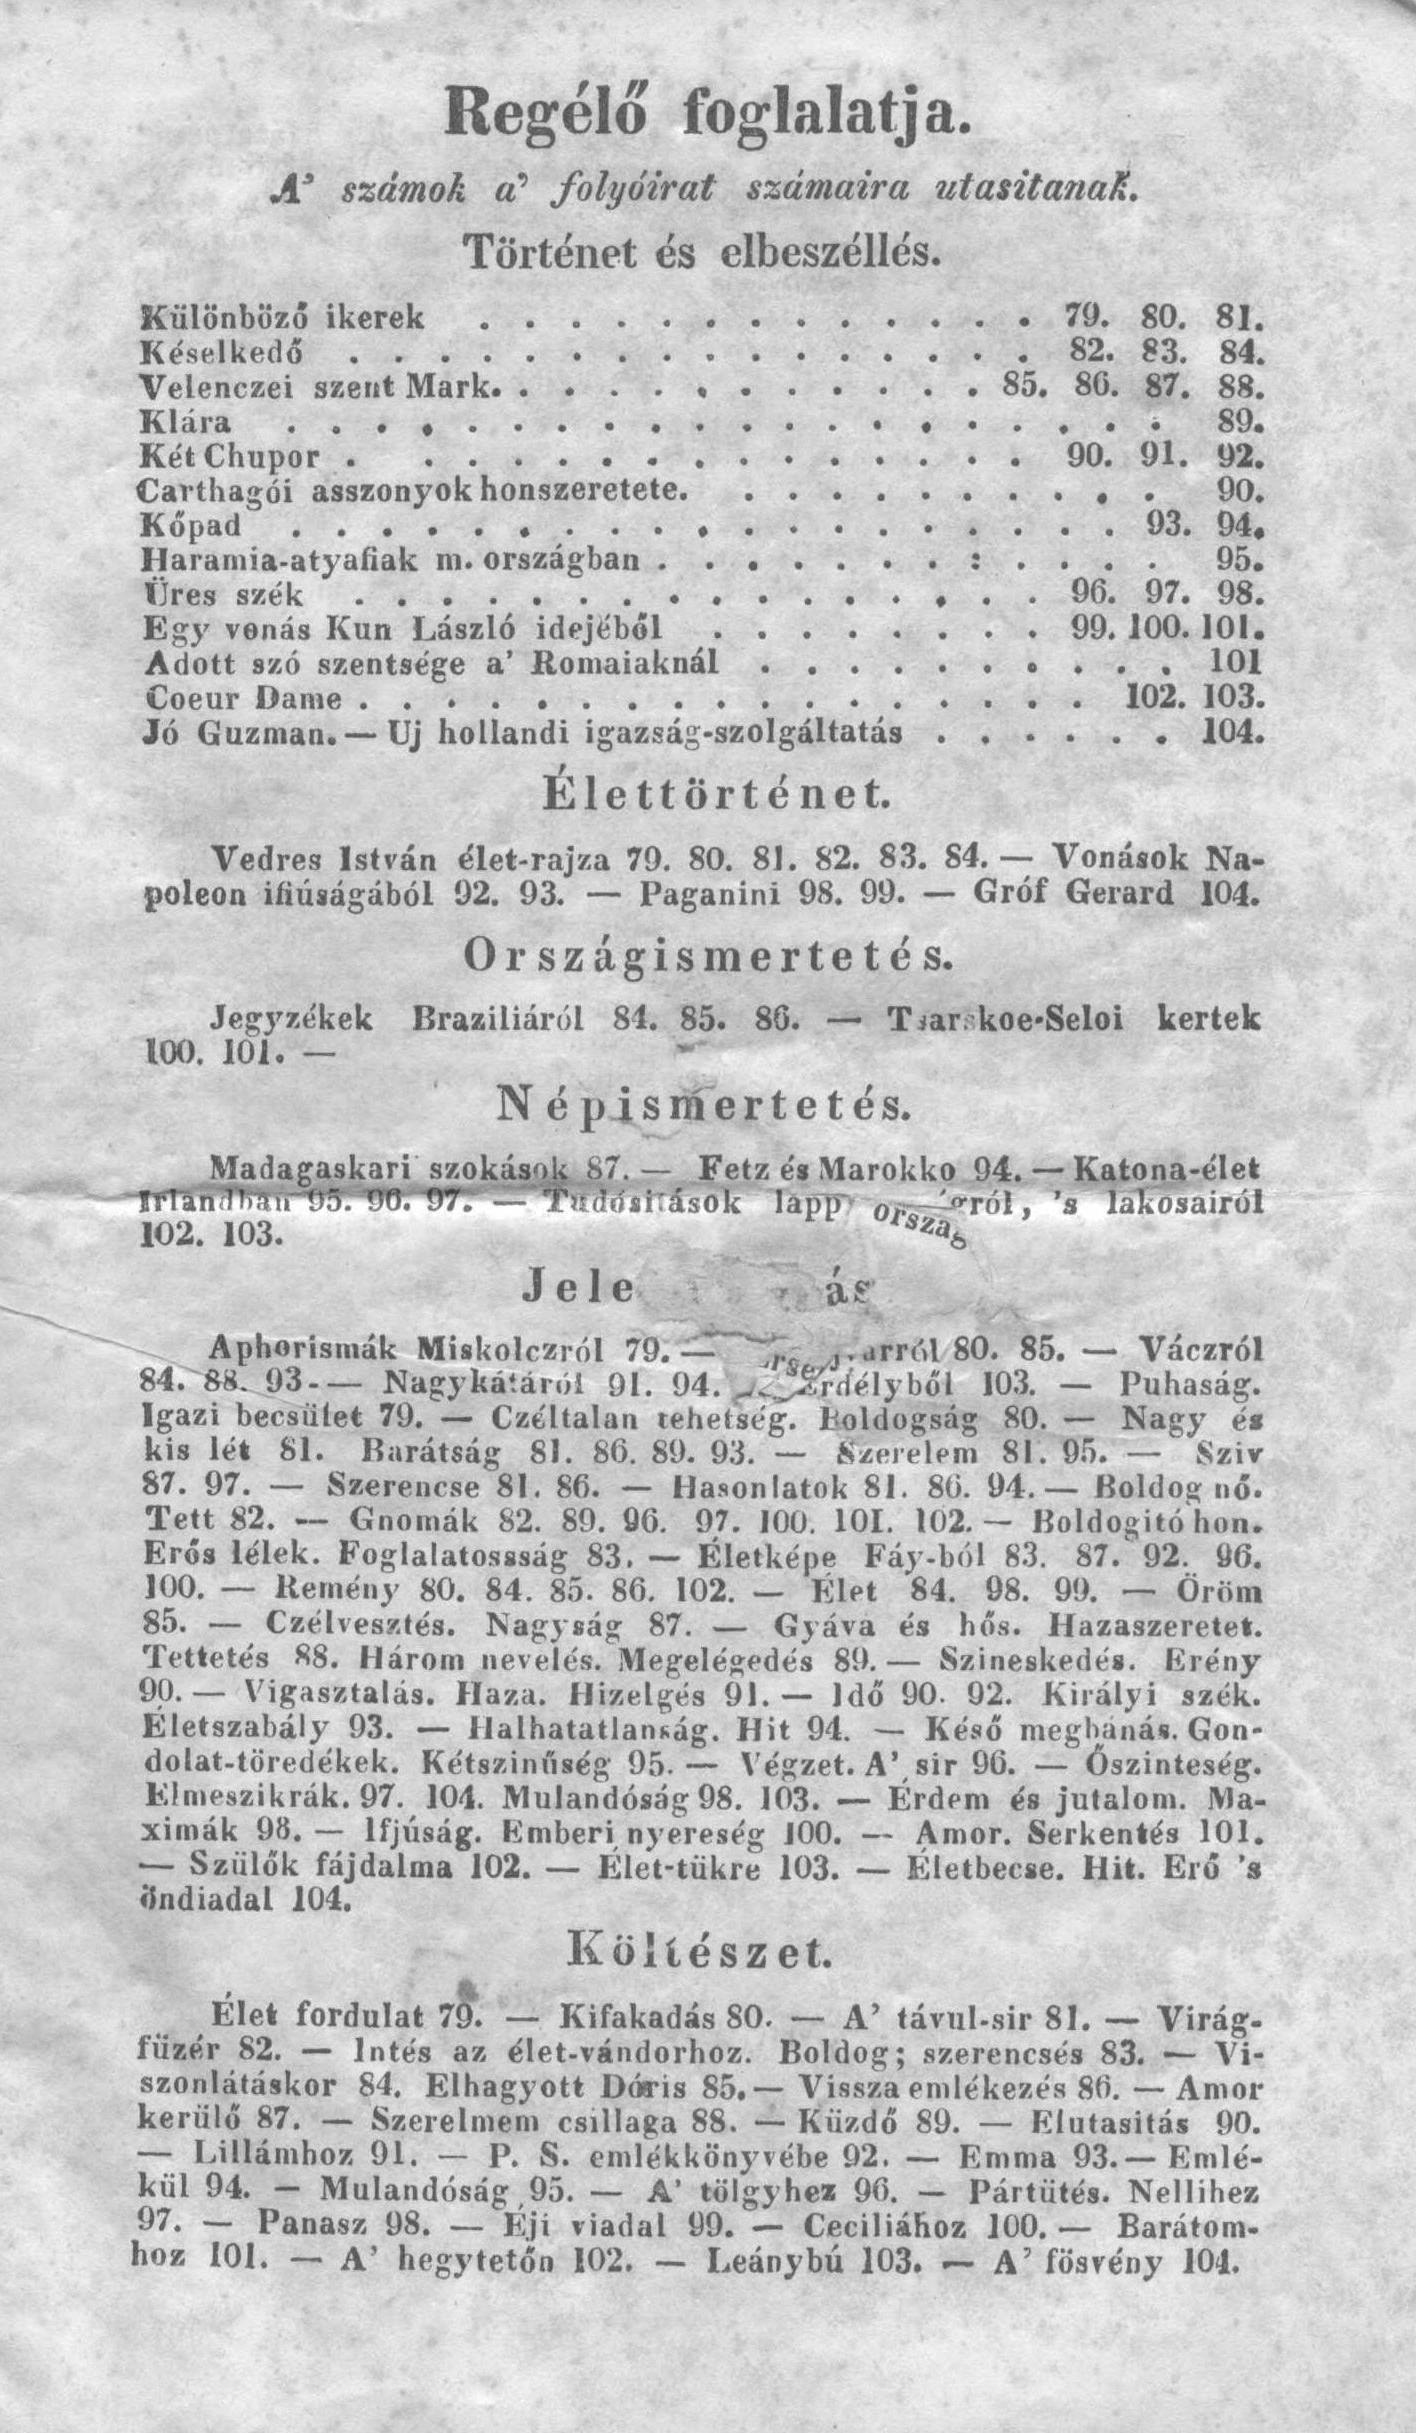 Regélő foglalatja.
A' számok a' folyóirat számaira utasitanak.
Történet és elbeszéllés.
Különböző ikerek . . . . . . . . . . . . . 79. 80. 81.
Késelkedő . . . . . . . . . . . . . . . . 82. 83. 84.
Velenczei szent Mark. . . . . . . . . . . . 85. 86. 87. 88.
Klára . . . . . . . . . . . . . . . . . . . . 89.
Két Chupor . . . . . . . . . . . . . . . 90. 91. 92.
Carthagói asszonyok honszeretete. . . . . . . . . . . 90.
Kőpad . . . . . . . . . . . . . . . . . . . 93. 94.
Haramia-atyafiak m. országban . . . . . . . : . . . . 95.
Üres szék . . . . . . . . . . . . . . . . 96. 97. 98.
Egy vonás Kun László idejéből . . . . . . . . 99. 100. 101.
Adott szó szentsége a' Romaiaknál . . . . . . . . . . 101
Coeur Dame . . . . . . . . . . . . . . . . . 102. 103.
Jó Guzman. — Uj hollandi igazság-szolgáltatás . . . . . . 104.
Élettörténet.
Vedres István élet-rajza 79. 80. 81. 82. 83. 84. — Vonások Na-
poleon ifiúságából 92. 93. — Paganini 98. 99. — Gróf Gerard 104.
Országismertetés.
Jegyzékek Braziliáról 84. 85. 86. — Tsarskoe-Seloi kertek
100. 101. —
Népismertetés.
Madagaskari szokások 87. — Fetz és Marokko 94. — Katona-élet
Irlandban 95. 96. 97. — Tudósitások lapp országról, 's lakosairól
102. 103.
Jele ás
Aphorismák Miskolczról 79. — 80. 85. — Váczról
84. 88. 93. — Nagykátáról 91. 94. Erdélyből 103. — Puhaság.
Igazi becsület 79. — Czéltalan tehetség. Boldogság 80. — Nagy és
kis lét 81. Barátság 81. 86. 89. 93. — Szerelem 81. 95. — Sziv
87. 97. — Szerencse 81. 86. — Hasonlatok 81. 86. 94. — Boldog nő.
Tett 82. — Gnomák 82. 89. 96. 97. 100. 101. 102. — Boldogitó hon.
Erős lélek. Foglalatossság 83. — Életképe Fáy-ból 83. 87. 92. 96.
100. — Remény 80. 84. 85. 86. 102. — Élet 84. 98. 99. — Öröm
85. — Czélvesztés. Nagyság 87. — Gyáva és hős. Hazaszeretet.
Tettetés 88. Három nevelés. Megelégedés 89. — Szineskedés. Erény
90. — Vigasztalás. Haza. Hizelgés 91. — Idő 90. 92. Királyi szék.
Életszabály 93. — Halhatatlanság. Hit 94. — Késő megbánás. Gon-
dolat-töredékek. Kétszinűség 95. — Végzet. A' sir 96. — Őszinteség.
Elmeszikrák. 97. 104. Mulandóság 98. 103. — Érdem és jutalom. Ma-
ximák 98. — Ifjúság. Emberi nyereség 100. — Amor. Serkentés 101.
— Szülők fájdalma 102. — Élet-tükre 103. — Életbecse. Hit. Erő 's
öndiadal 104.
Költészet.
Élet fordulat 79. — Kifakadás 80. — A' távul-sir 81. — Virág-
füzér 82. — Intés az élet-vándorhoz. Boldog; szerencsés 83. — Vi-
szonlátáskor 84. Elhagyott Dóris 85. — Vissza emlékezés 86. — Amor
kerülő 87. — Szerelmem csillaga 88. — Küzdő 89. — Elutasitás 90.
— Lillámhoz 91. — P. S. emlékkönyvébe 92. — Emma 93. — Emlé-
kül 94. — Mulandóság 95. — A' tölgyhez 96. — Pártütés. Nellihez
97. — Panasz 98. — Éji viadal 99. — Ceciliához 100. — Barátom-
hoz 101. — A' hegytetőn 102. — Leánybú 103. — A' fösvény 104.